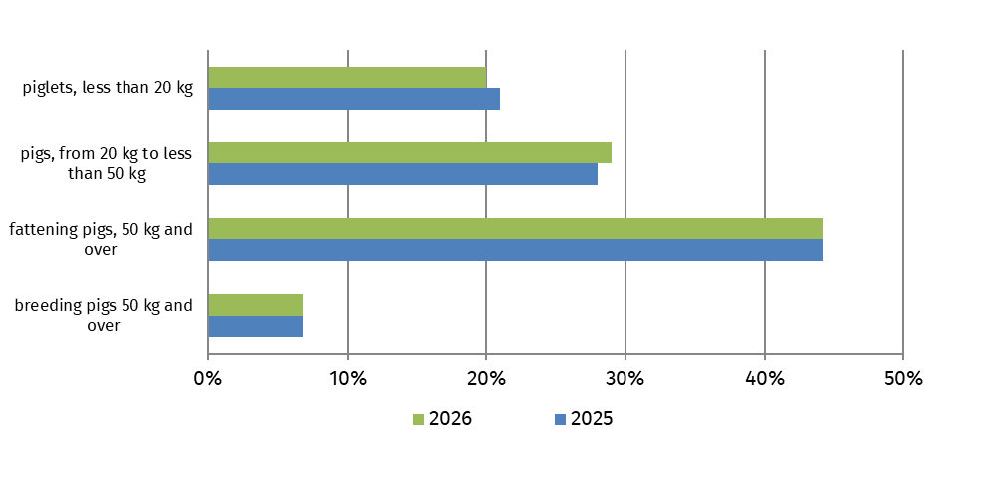 piglets, less than 20 kg
pigs, from 20 kg to less
than 50 kg
fattening pigs, 50 kg and
over
breeding pigs 50 kg and
over
0% 10% 20% 30% 40% 50%
2026 2025